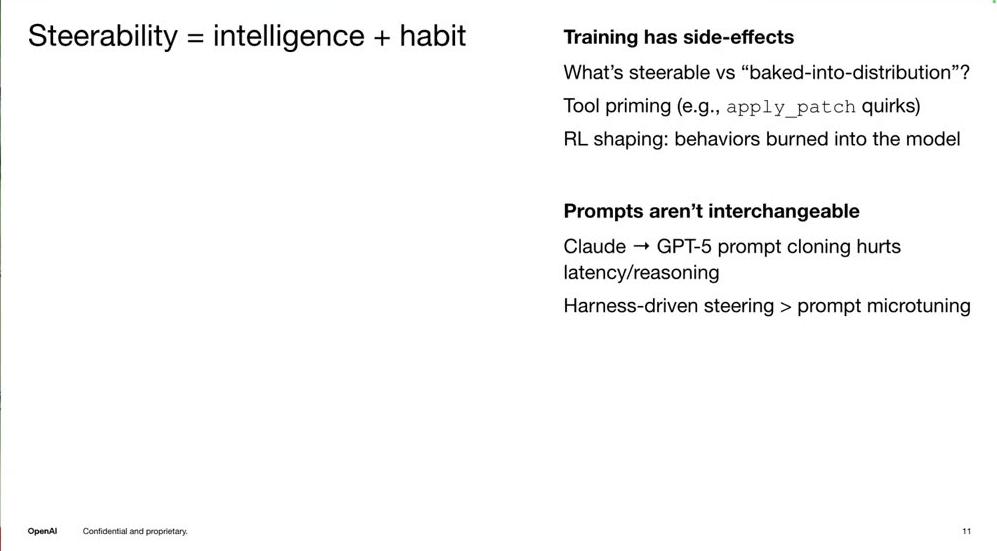 Steerability = intelligence + habit
Training has side-effects
What’s steerable vs “baked-into-distribution”?
Tool priming (e.g., apply_patch quirks)
RL shaping: behaviors burned into the model
Prompts aren’t interchangeable
Claude → GPT-5 prompt cloning hurts
latency/reasoning
Harness-driven steering > prompt microtuning
OpenAI Confidential and proprietary. 11